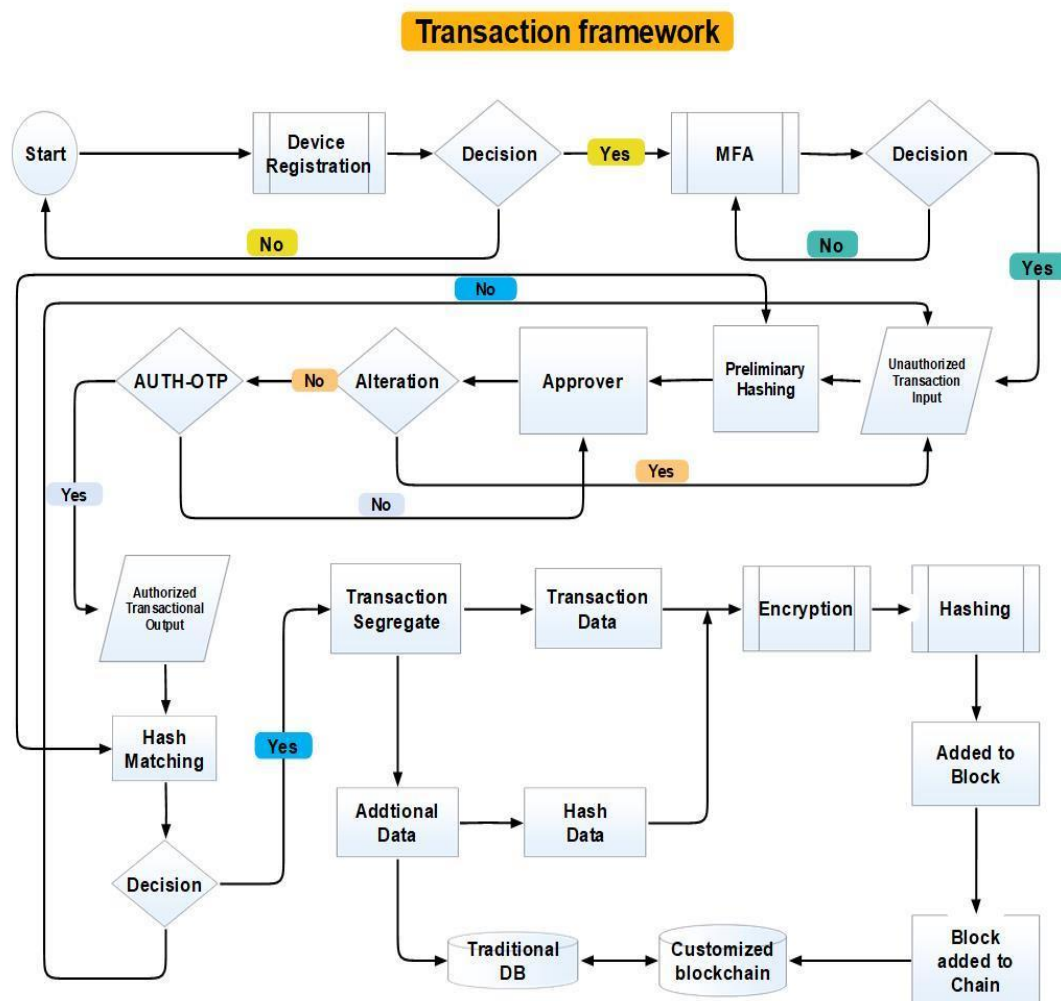 Transaction framework
Start
Device
Registration
Decision
Yes
MFA
Decision
No
No
Yes
No
AUTH-OTP
No
Alteration
Approver
Preliminary
Hashing
Unauthorized
Transaction
Input
Yes
No
Yes
Authorized
Transactional
Output
Transaction
Segregate
Transaction
Data
Encryption
Hashing
Hash
Matching
Yes
Added to
Block
Addtional
Data
Hash
Data
Decision
Traditional
DB
Customized
blockchain
Block
added to
Chain